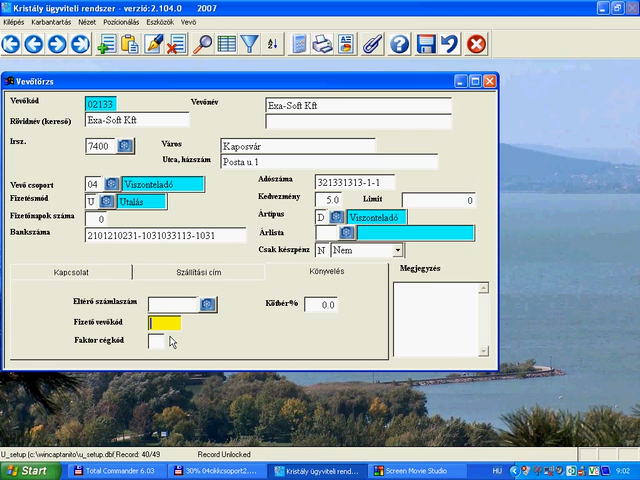 Kristály ügyviteli rendszer - verzió:2.104.0 2007
Kilépés Karbantartás Nézet Pozícionálás Eszközök Vevő
Vevőtörzs
Vevőkód 02133 Vevőnév Exa-Soft Kft
Rövidnév (kereső) Exa-Soft Kft
Irsz. 7400 Város Kaposvár
Utca, házszám Posta u.1
Vevő csoport 04 Viszonteladó Adószáma 321331313-1-1
Fizetésmód U Utalás Kedvezmény 5.0 Limit 0
Fizetőnapok száma 0 Ártípus D Viszonteladó
Bankszáma 2101210231-1031033113-1031 Árlista
Csak készpénz N Nem
Kapcsolat Szállítási cím Könyvelés Megjegyzés
Eltérő számlaszám Kötbér% 0.0
Fizető vevőkód
Faktor cégkód
U_setup (c:\wincaptanito\u_setup.dbf Record: 40/49 Record Unlocked
Start Total Commander 6.03 30% 04cikkcsoport2.... Kristály ügyviteli rend... Screen Movie Studio HU 9:02